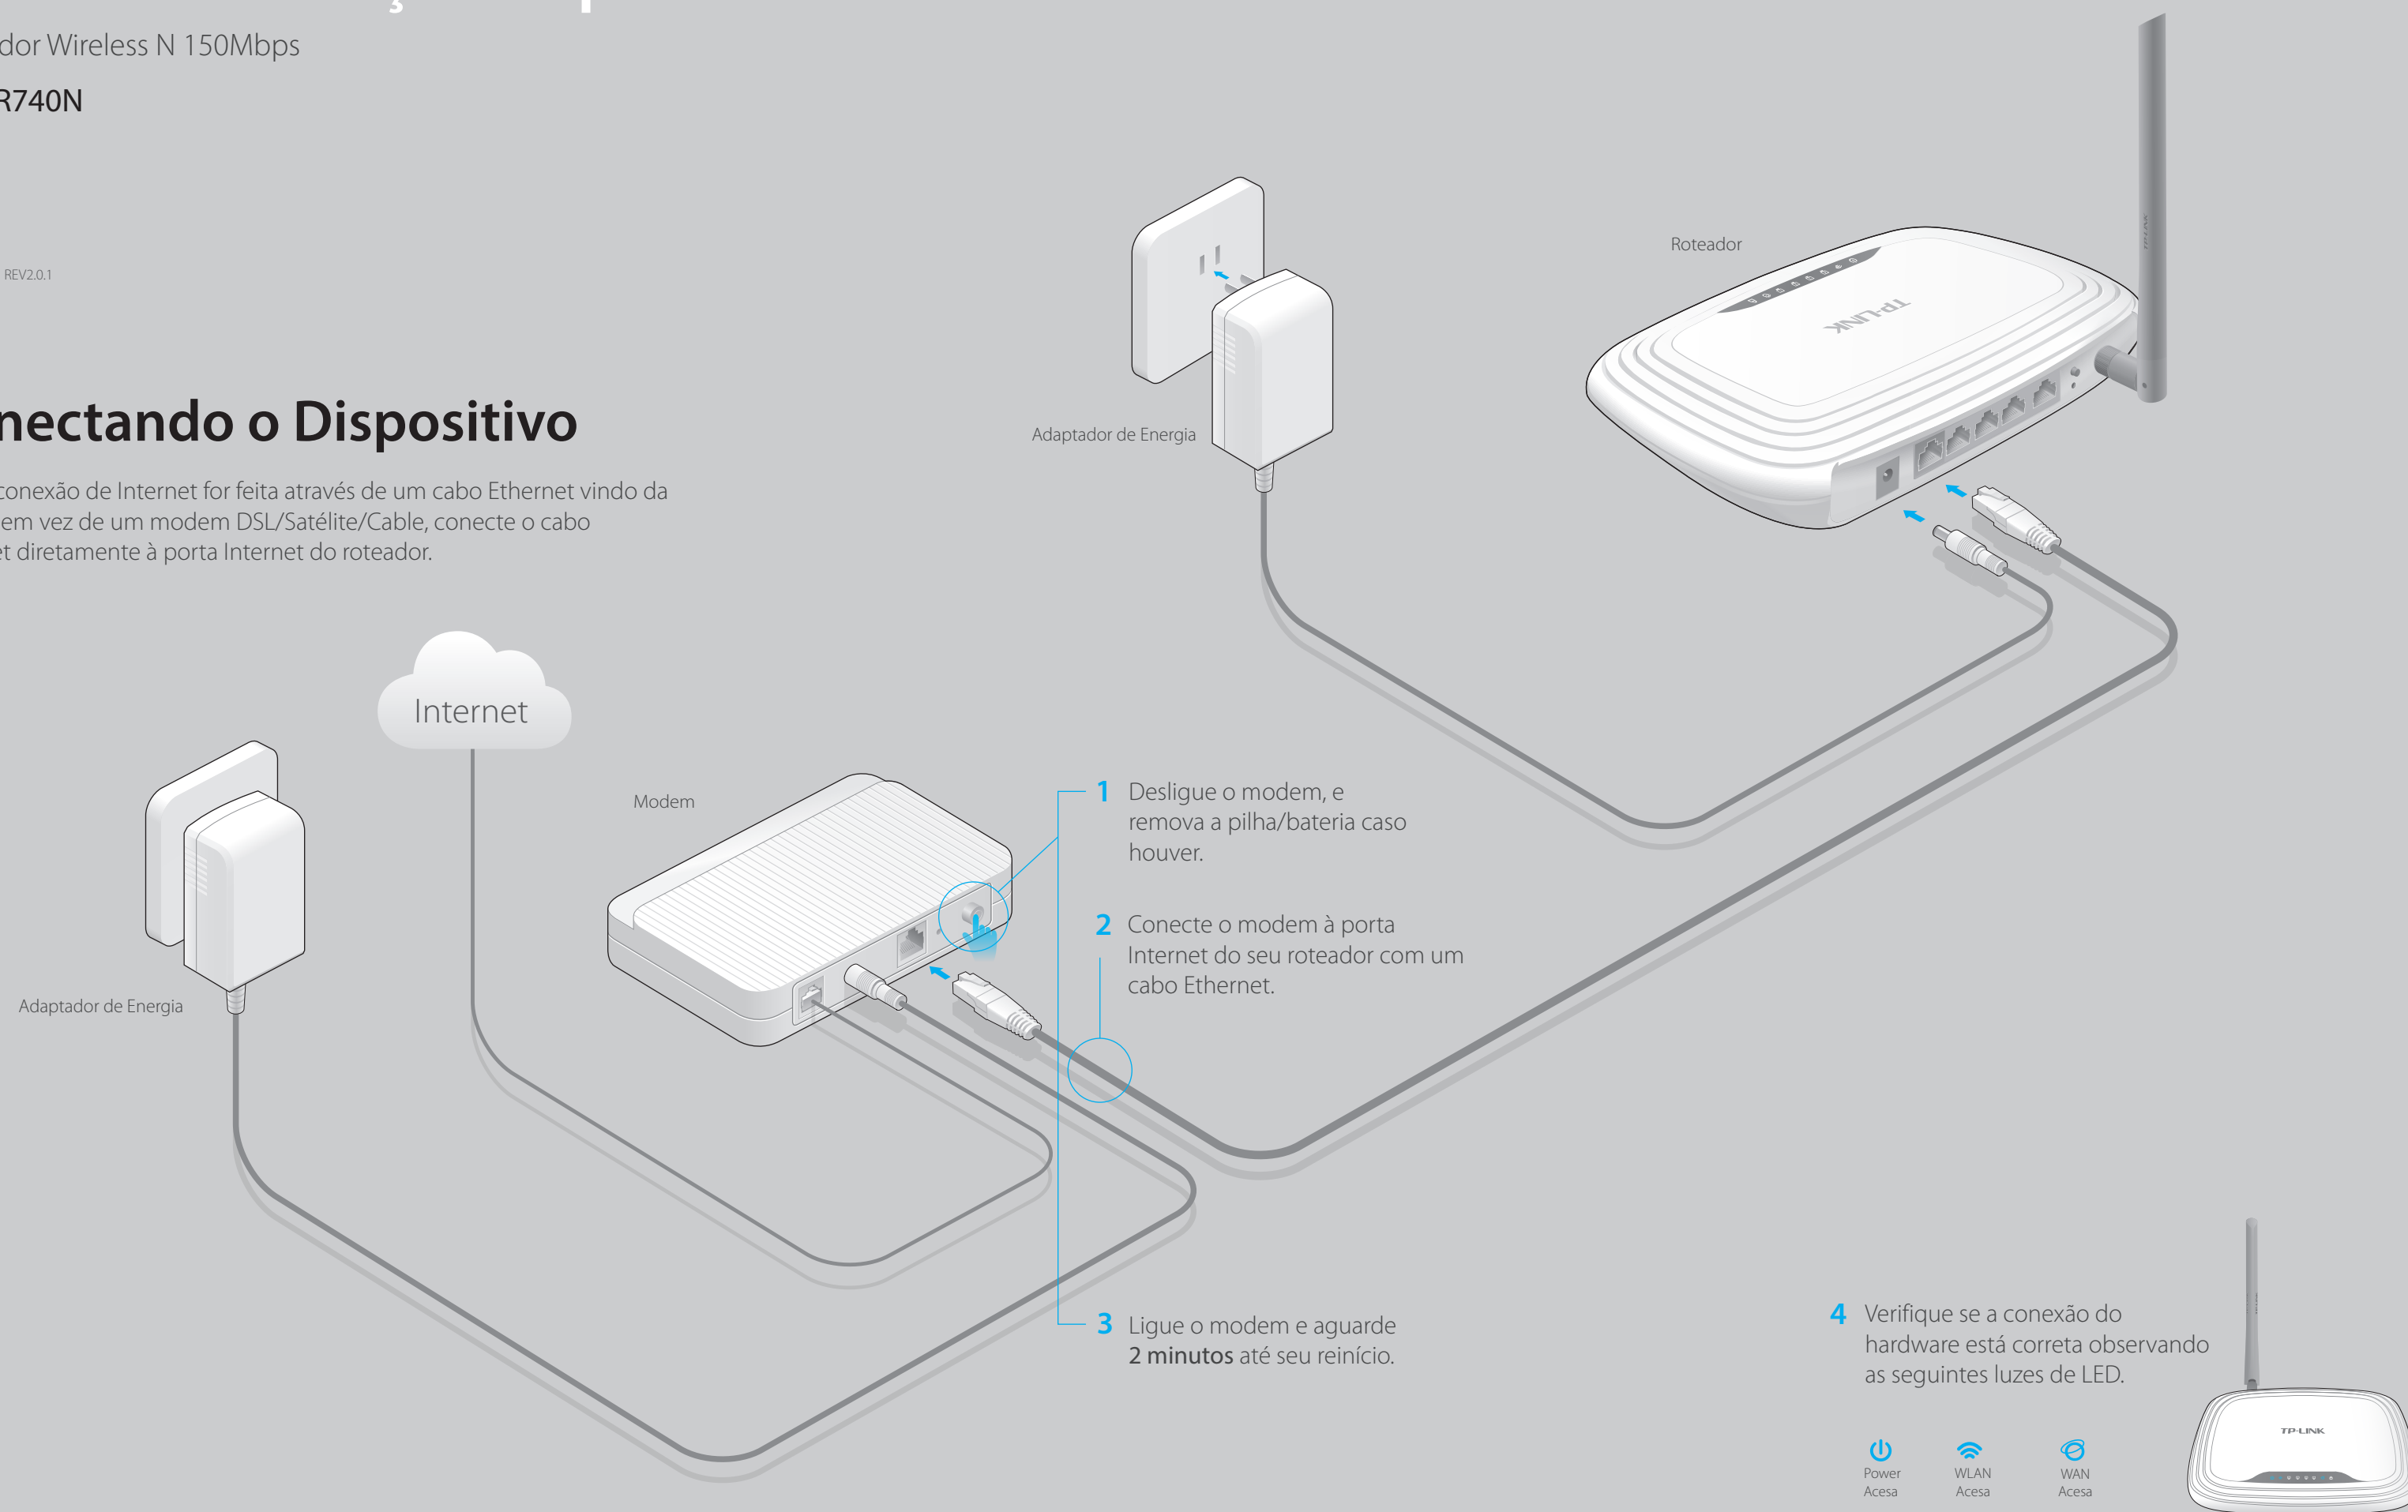 dor Wireless N 150Mbps
R740N
REV2.0.1
nectando o Dispositivo
conexão de Internet for feita através de um cabo Ethernet vindo da
em vez de um modem DSL/Satélite/Cable, conecte o cabo
et diretamente à porta Internet do roteador.
Roteador
TP-LINK
TP-LINK
Adaptador de Energia
Internet
Modem
Adaptador de Energia
1 Desligue o modem, e
remova a pilha/bateria caso
houver.
2 Conecte o modem à porta
Internet do seu roteador com um
cabo Ethernet.
3 Ligue o modem e aguarde
2 minutos até seu reinício.
4 Verifique se a conexão do
hardware está correta observando
as seguintes luzes de LED.
TP-LINK
Power WLAN WAN
Acesa Acesa Acesa